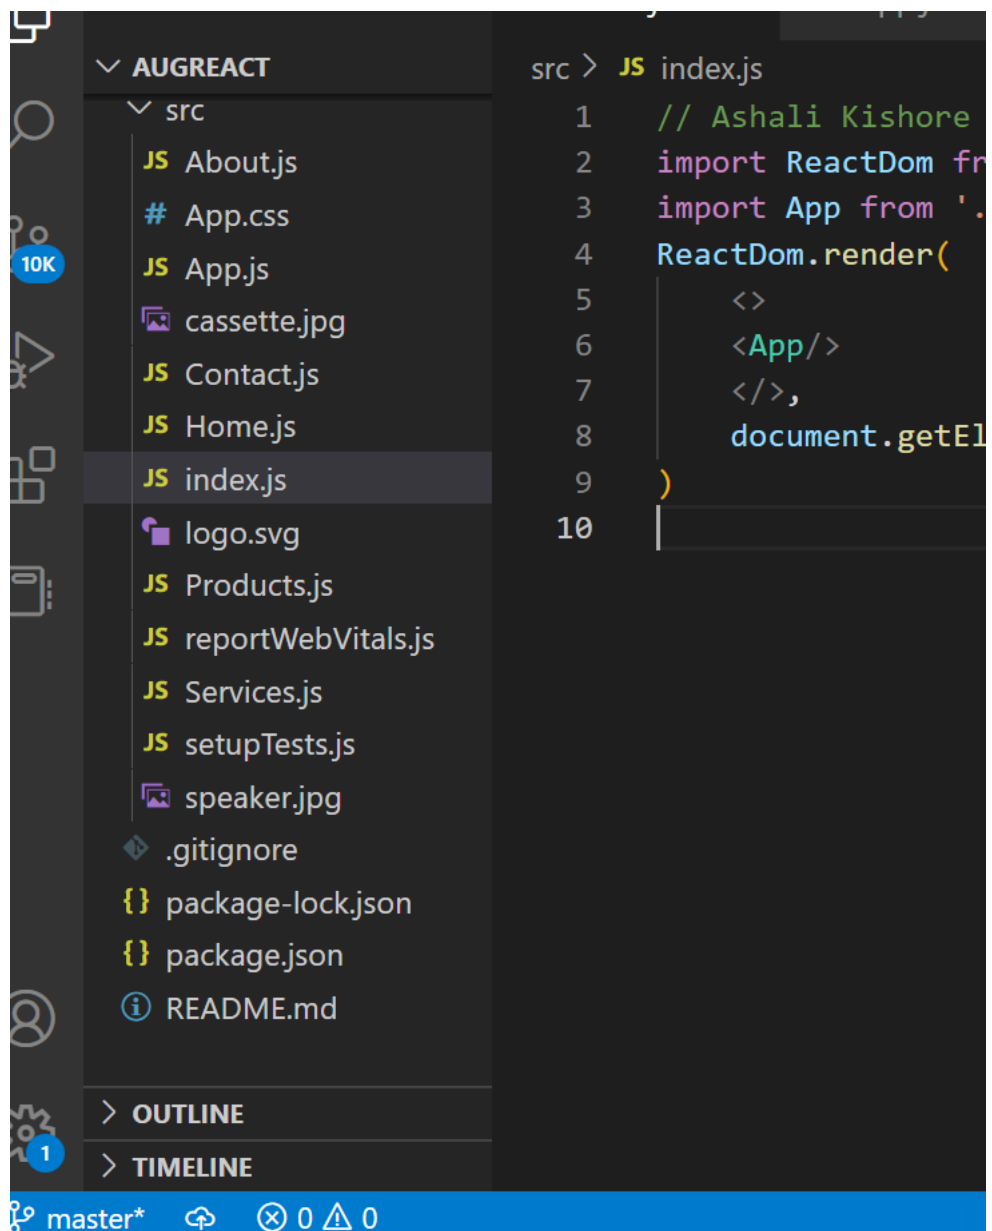 AUGREACT
src
About.js
App.css
App.js
cassette.jpg
Contact.js
Home.js
index.js
logo.svg
Products.js
reportWebVitals.js
Services.js
setupTests.js
speaker.jpg
.gitignore
package-lock.json
package.json
README.md
OUTLINE
TIMELINE
10K
1
src > JS index.js
1 // Ashali Kishore
2 import ReactDom fr
3 import App from '.
4 ReactDom.render(
5 <>
6 <App/>
7 </>,
8 document.getEl
9 )
10
master* 0 0